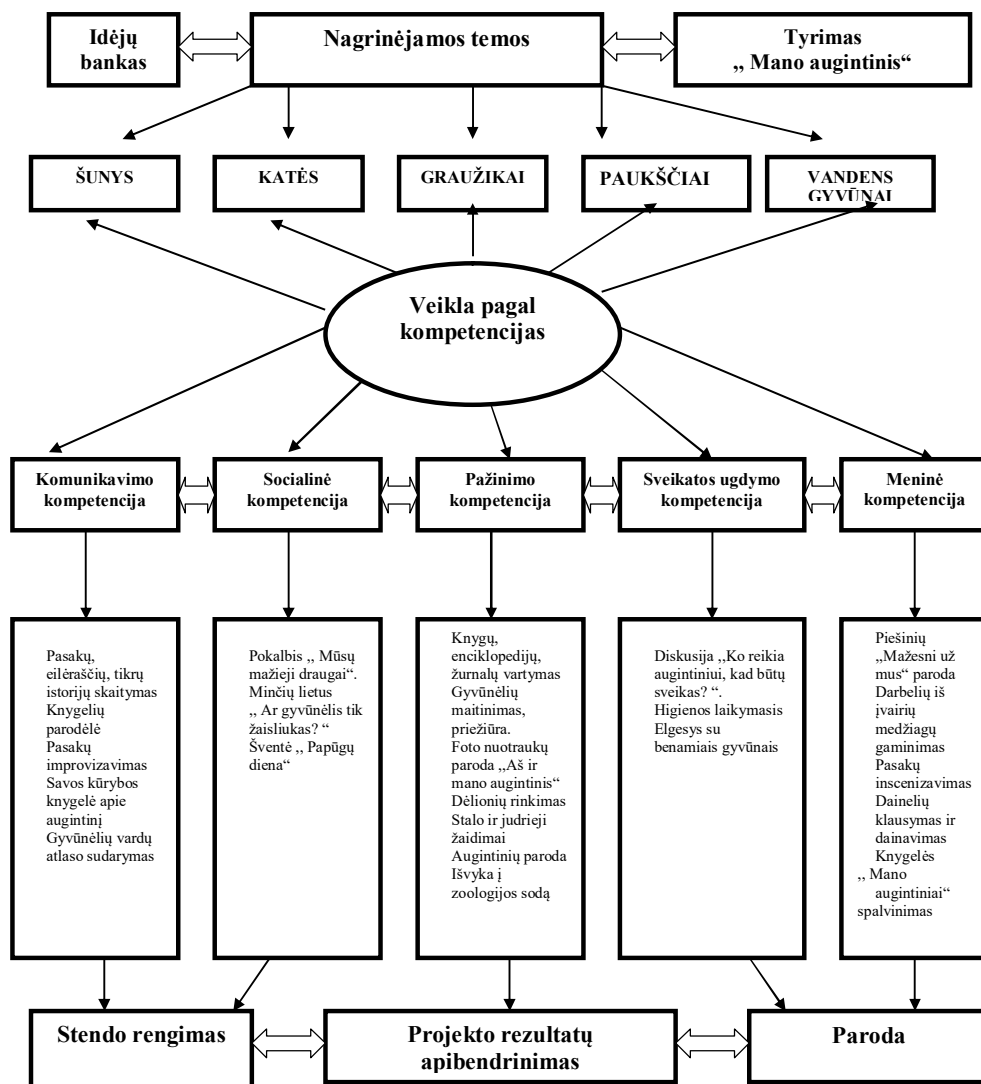 Idėjų
bankas
Nagrinėjamos temos
Tyrimas
,, Mano augintinis“
ŠUNYS
KATĖS
GRAUŽIKAI
PAUKŠČIAI
VANDENS
GYVŪNAI
Veikla pagal
kompetencijas
Komunikavimo
kompetencija
Socialinė
kompetencija
Pažinimo
kompetencija
Sveikatos ugdymo
kompetencija
Meninė
kompetencija
Pasakų,
eilėraščių, tikrų
istorijų skaitymas
Knygelių
parodėlė
Pasakų
improvizavimas
Savos kūrybos
knygelė apie
augintinį
Gyvūnėlių vardų
atlaso sudarymas
Pokalbis ,, Mūsų
mažieji draugai“.
Minčių lietus
,, Ar gyvūnėlis tik
žaisliukas? “
Šventė ,, Papūgų
diena“
Knygų,
enciklopedijų,
žurnalų vartymas
Gyvūnėlių
maitinimas,
priežiūra.
Foto nuotraukų
paroda ,,Aš ir
mano augintinis“
Dėlionių rinkimas
Stalo ir judrieji
žaidimai
Augintinių paroda
Išvyka į
zoologijos sodą
Diskusija ,,Ko reikia
augintiniui, kad būtų
sveikas? “.
Higienos laikymasis
Elgesys su
benamiais gyvūnais
Piešinių
„Mažesni už
mus“ paroda
Darbelių iš
įvairių
medžiagų
gaminimas
Pasakų
inscenizavimas
Dainelių
klausymas ir
dainavimas
Knygelės
,, Mano
augintiniai“
spalvinimas
Stendo rengimas
Projekto rezultatų
apibendrinimas
Paroda